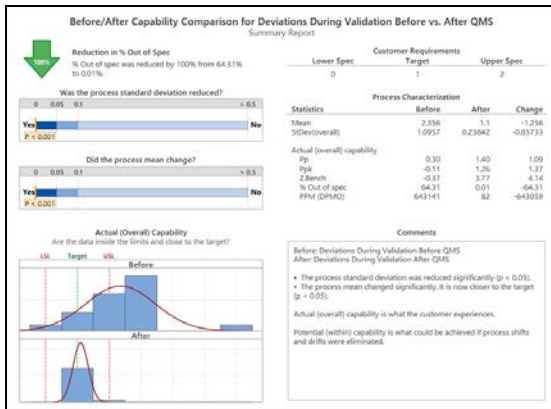 Before/After Capability Comparison for Deviations During Validation Before vs. After QMS
Summary Report
Reduction in % Out of Spec
100%
% Out of spec was reduced by 100% from 64.31%
to 0.01%.
Was the process standard deviation reduced?
0 0.05 0.1 > 0.5
Yes No
P < 0.001
Did the process mean change?
0 0.05 0.1 > 0.5
Yes No
P < 0.001
Customer Requirements
Lower Spec Target Upper Spec
0 1 2
Process Characterization
Statistics Before After Change
Mean 2.356 1.1 -1.256
StDev(overall) 1.0957 0.23842 -0.85733
Actual (overall) capability
Pp 0.30 1.40 1.09
Ppk -0.11 1.26 1.37
Z.Bench -0.37 3.77 4.14
% Out of spec 64.31 0.01 -64.31
PPM (DPMO) 643141 82 -643059
Actual (Overall) Capability
Are the data inside the limits and close to the target?
LSL Target USL
Before
After
Comments
Before: Deviations During Validation Before QMS
After: Deviations During Validation After QMS
• The process standard deviation was reduced significantly (p < 0.05).
• The process mean changed significantly. It is now closer to the target
(p < 0.05).
Actual (overall) capability is what the customer experiences.
Potential (within) capability is what could be achieved if process shifts
and drifts were eliminated.